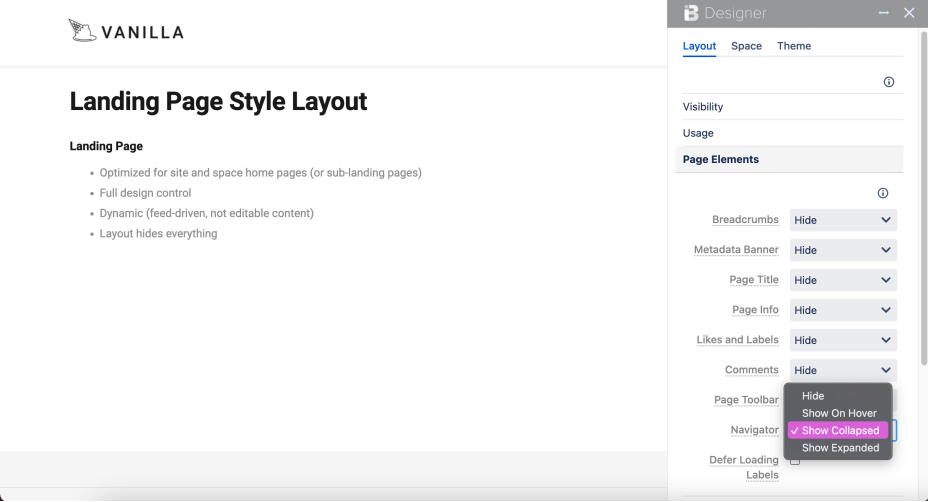 VANILLA
Landing Page Style Layout
Landing Page
• Optimized for site and space home pages (or sub-landing pages)
• Full design control
• Dynamic (feed-driven, not editable content)
• Layout hides everything
B Designer
Layout Space Theme
Visibility
Usage
Page Elements
Breadcrumbs Hide
Metadata Banner Hide
Page Title Hide
Page Info Hide
Likes and Labels Hide
Comments Hide
Page Toolbar
Navigator
Hide
Show On Hover
✓ Show Collapsed
Show Expanded
Defer Loading
Labels